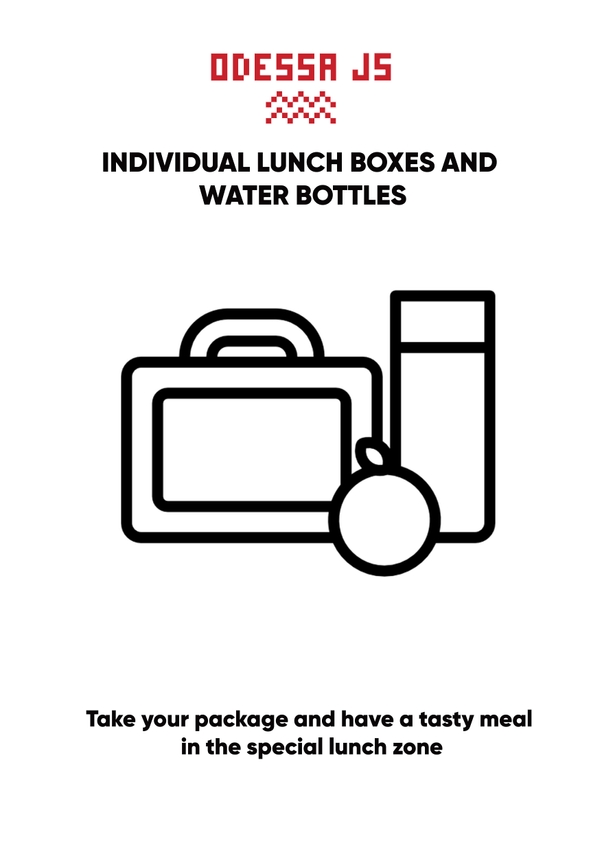 ODESSA JS
INDIVIDUAL LUNCH BOXES AND
WATER BOTTLES
Take your package and have a tasty meal
in the special lunch zone